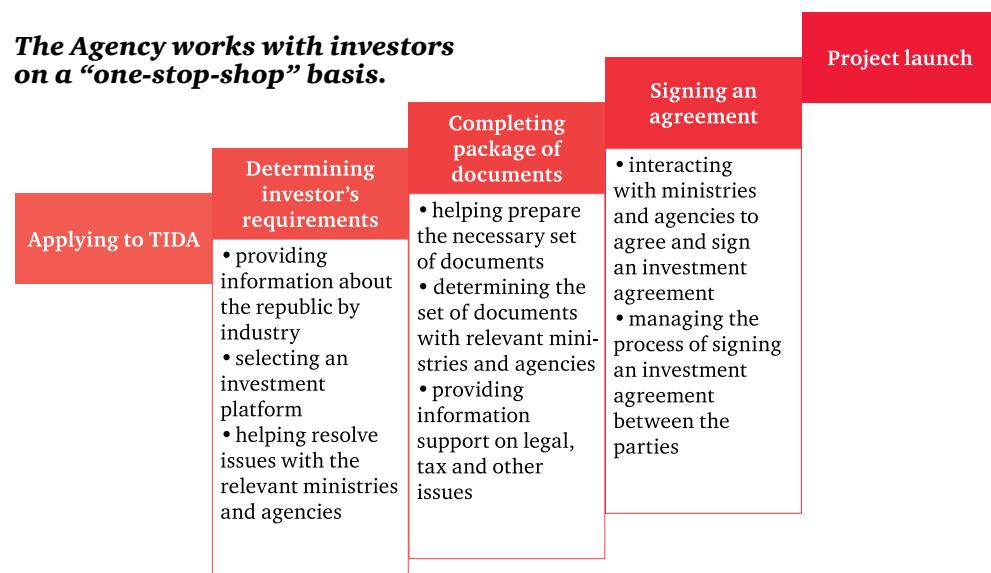 The Agency works with investors
on a “one-stop-shop” basis.
Applying to TIDA
Determining
investor’s
requirements
• providing
information about
the republic by
industry
• selecting an
investment
platform
• helping resolve
issues with the
relevant ministries
and agencies
Completing
package of
documents
• helping prepare
the necessary set
of documents
• determining the
set of documents
with relevant mini-
stries and agencies
• providing
information
support on legal,
tax and other
issues
Signing an
agreement
• interacting
with ministries
and agencies to
agree and sign
an investment
agreement
• managing the
process of signing
an investment
agreement
between the
parties
Project launch